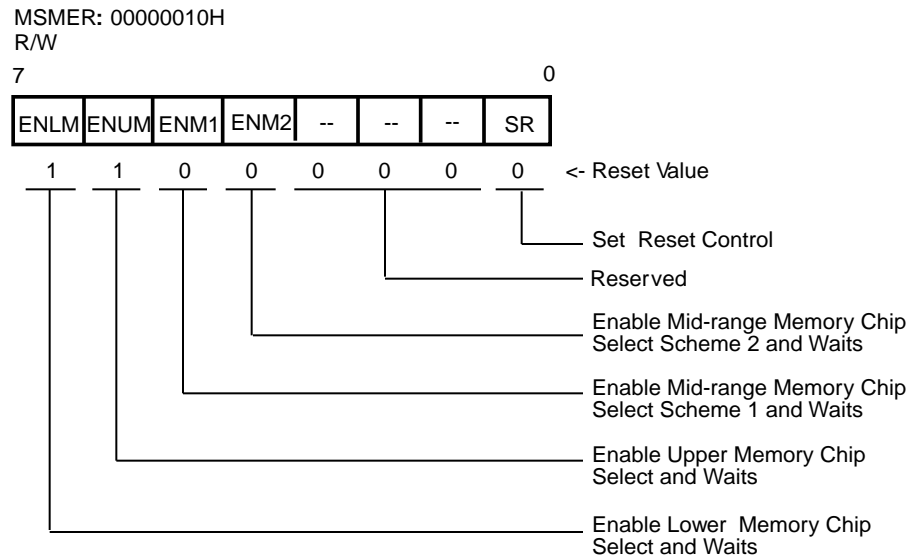 MSMER: 00000010H
R/W
7 0
ENLM ENUM ENM1 ENM2 -- -- -- SR
1 1 0 0 0 0 0 0 <- Reset Value
Set Reset Control
Reserved
Enable Mid-range Memory Chip
Select Scheme 2 and Waits
Enable Mid-range Memory Chip
Select Scheme 1 and Waits
Enable Upper Memory Chip
Select and Waits
Enable Lower Memory Chip
Select and Waits